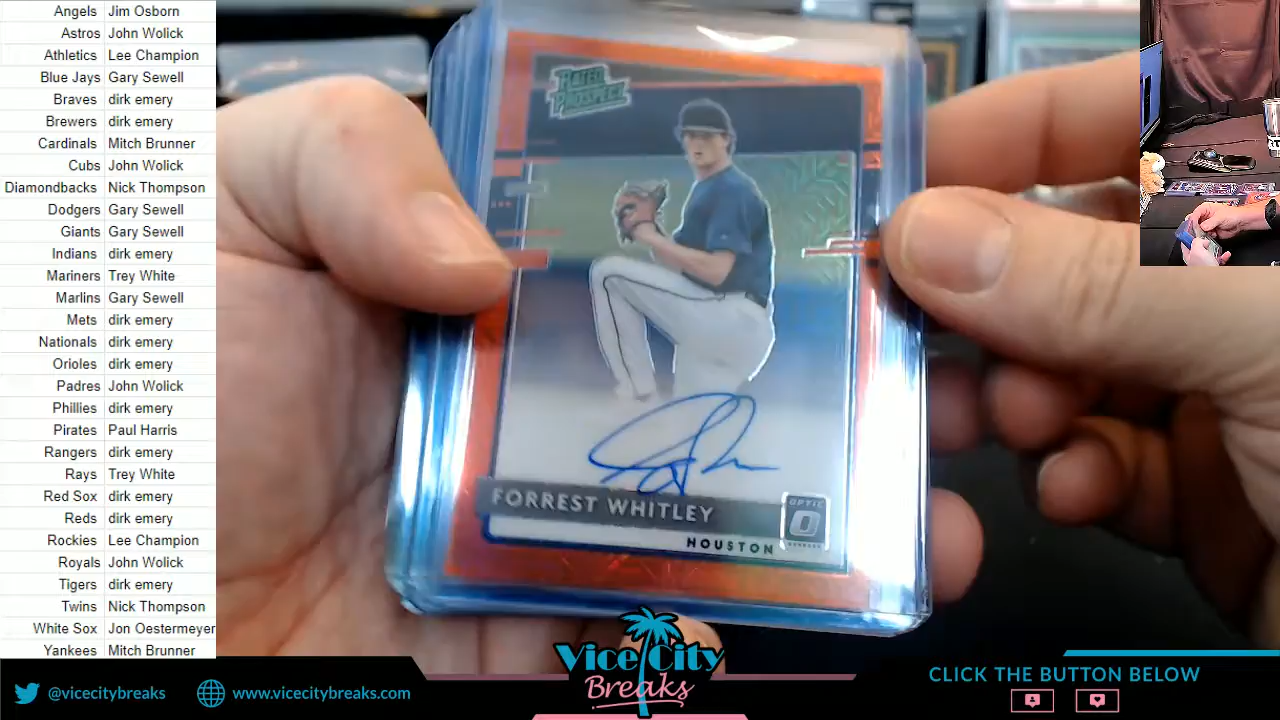 Angels Jim Osborn
Astros John Wolick
Athletics Lee Champion
Blue Jays Gary Sewell
Braves dirk emery
Brewers dirk emery
Cardinals Mitch Brunner
Cubs John Wolick
Diamondbacks Nick Thompson
Dodgers Gary Sewell
Giants Gary Sewell
Indians dirk emery
Mariners Trey White
Marlins Gary Sewell
Mets dirk emery
Nationals dirk emery
Orioles dirk emery
Padres John Wolick
Phillies dirk emery
Pirates Paul Harris
Rangers dirk emery
Rays Trey White
Red Sox dirk emery
Reds dirk emery
Rockies Lee Champion
Royals John Wolick
Tigers dirk emery
Twins Nick Thompson
White Sox Jon Oestermeyer
Yankees Mitch Brunner
RATED
PROSPECT
FORREST WHITLEY
OPTIC
HOUSTON
@vicecitybreaks
www.vicecitybreaks.com
Vice City
Breaks
CLICK THE BUTTON BELOW